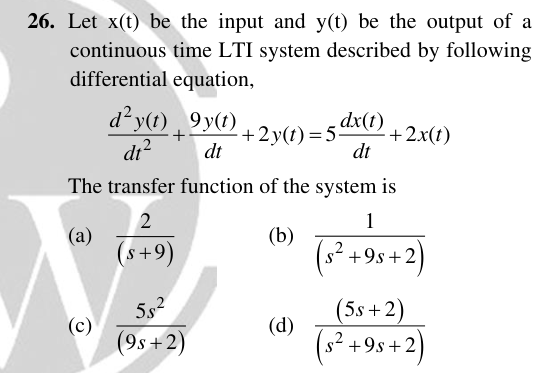 26. Let x(t) be the input and y(t) be the output of a
continuous time LTI system described by following
differential equation,
d²y(t)/dt² + 9y(t)/dt + 2y(t) = 5 dx(t)/dt + 2x(t)
The transfer function of the system is
(a) 2/(s+9) (b) 1/(s²+9s+2)
(c) 5s²/(9s+2) (d) (5s+2)/(s²+9s+2)